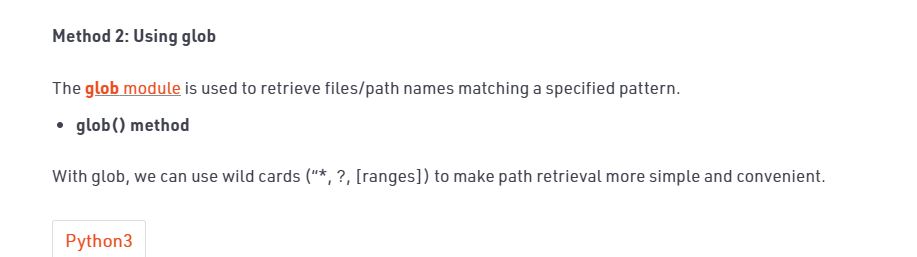 Method 2: Using glob
The glob module is used to retrieve files/path names matching a specified pattern.
• glob() method
With glob, we can use wild cards (“*, ?, [ranges]) to make path retrieval more simple and convenient.
Python3